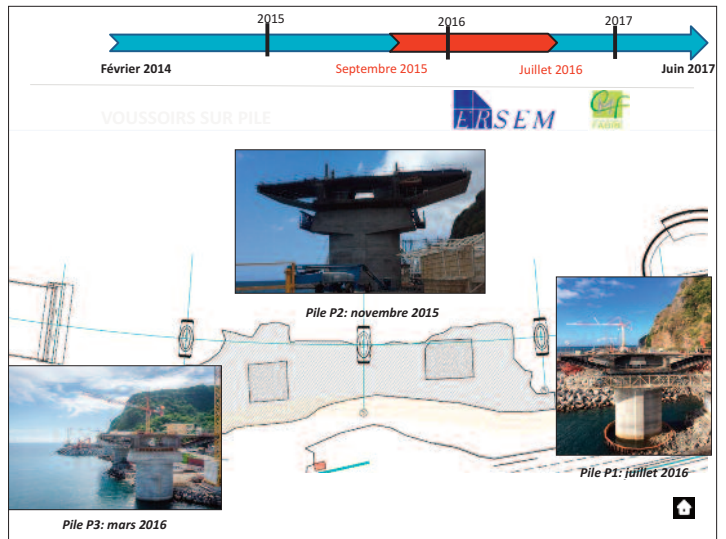 2015
2016
2017
Février 2014
Septembre 2015
Juillet 2016
Juin 2017
VOUSSOIRS SUR PILE
ERSEM
Pile P2: novembre 2015
Pile P1: juillet 2016
Pile P3: mars 2016